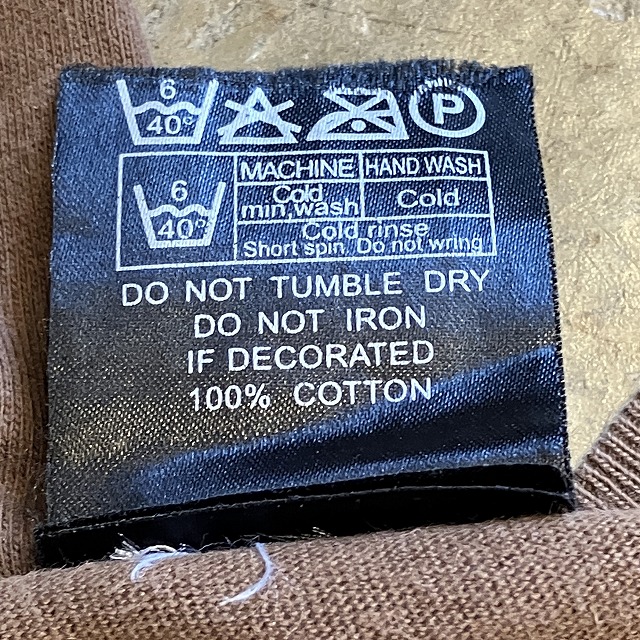 6
40°
P
MACHINE HAND WASH
6
40°
Cold
min,wash
Cold
Cold rinse
Short spin Do not wring
DO NOT TUMBLE DRY
DO NOT IRON
IF DECORATED
100% COTTON